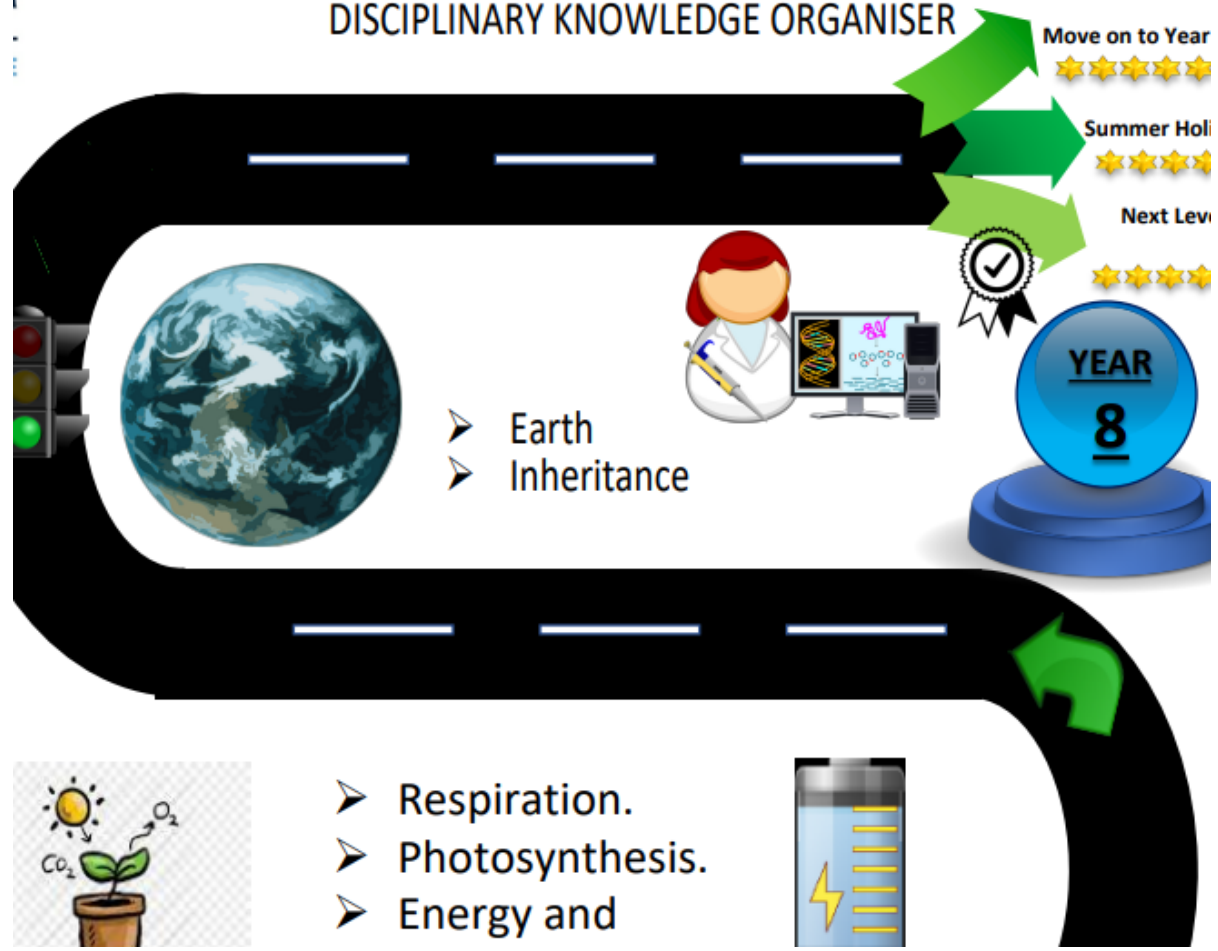 DISCIPLINARY KNOWLEDGE ORGANISER
Move on to Year
Summer Holi
Next Leve
YEAR
8
➢ Earth
➢ Inheritance
➢ Respiration.
➢ Photosynthesis.
➢ Energy and
O₂
CO₂